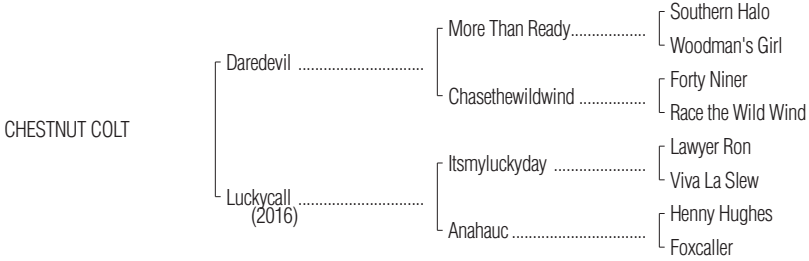 Southern Halo
More Than Ready..................
Woodman's Girl
Daredevil ..............................
Forty Niner
Chasethewildwind ................
Race the Wild Wind
CHESTNUT COLT
Lawyer Ron
Itsmyluckyday ......................
Viva La Slew
Luckycall ..............................
(2016)
Henny Hughes
Anahauc ................................
Foxcaller